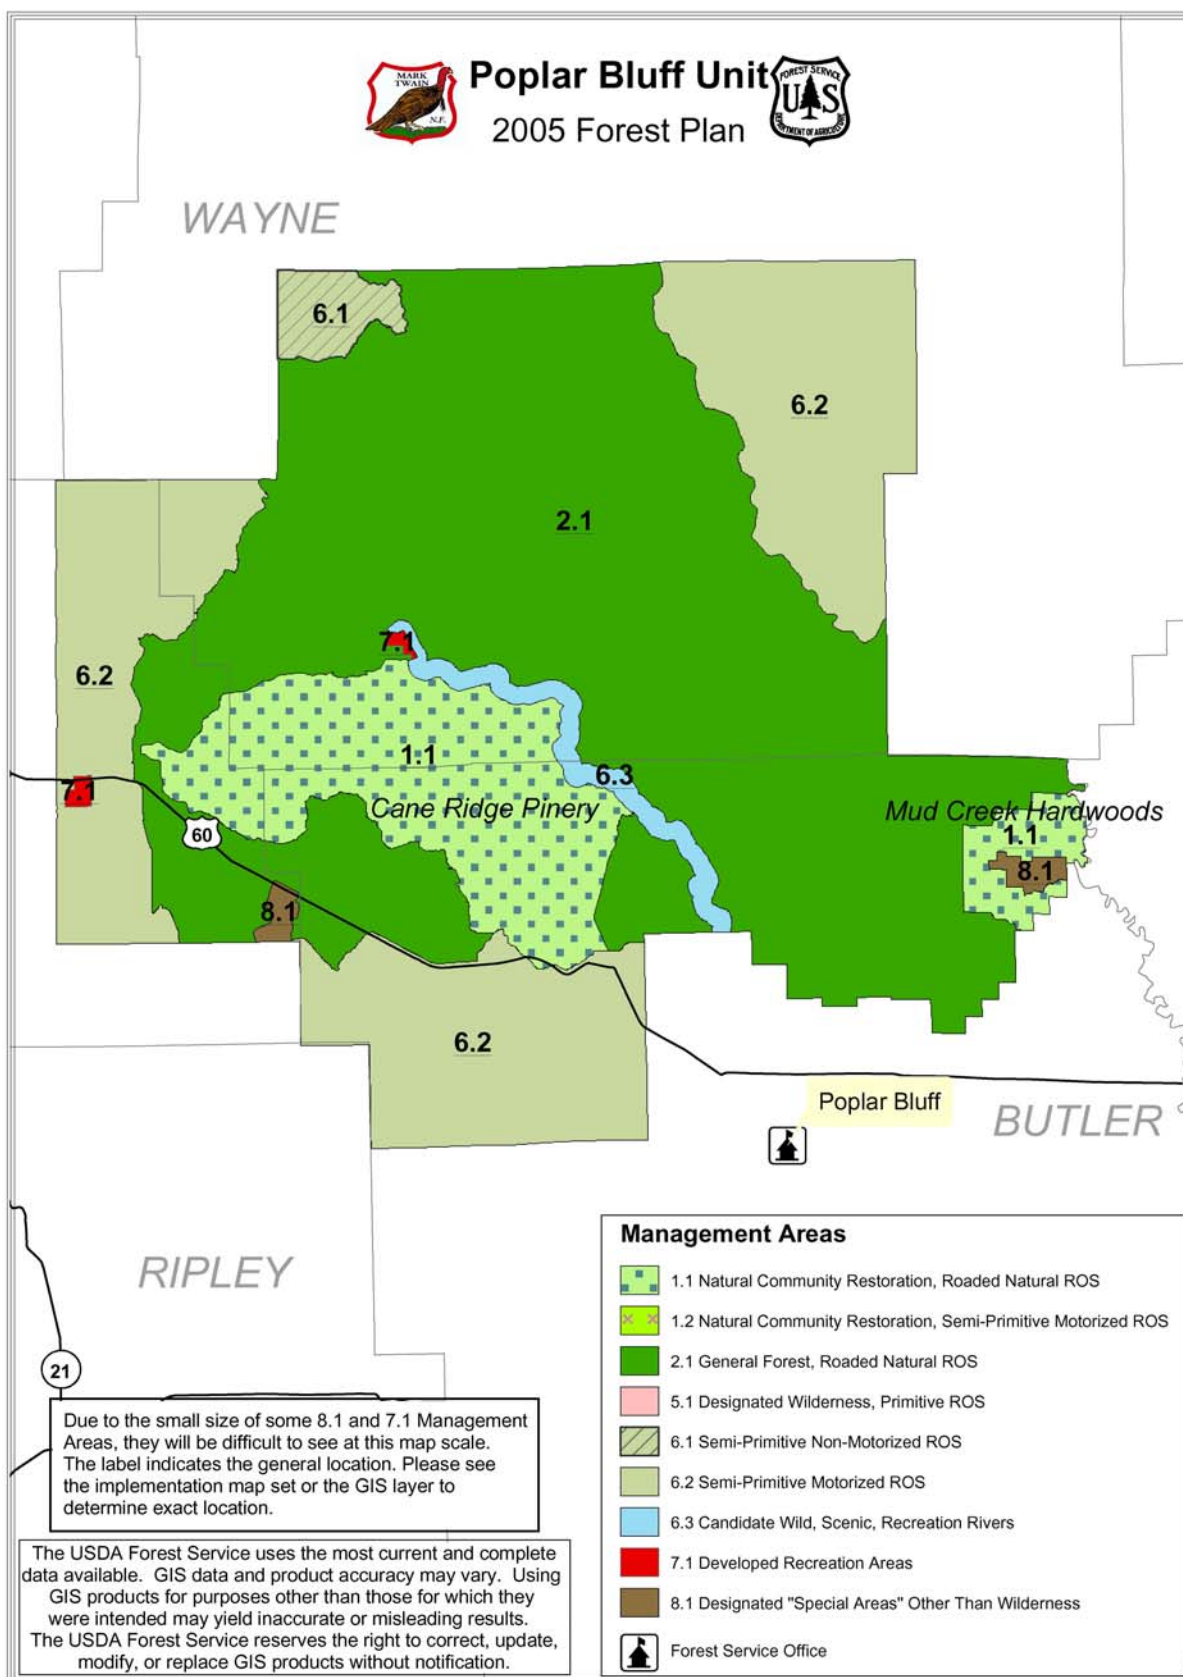 MARK
TWAIN
N.F.
Poplar Bluff Unit
2005 Forest Plan
FOREST SERVICE
U S
DEPARTMENT OF AGRICULTURE
WAYNE
6.1
6.2
2.1
7.1
6.2
1.1
6.3
7.1
Cane Ridge Pinery
Mud Creek Hardwoods
60
1.1
8.1
8.1
6.2
Poplar Bluff
BUTLER
RIPLEY
21
Due to the small size of some 8.1 and 7.1 Management
Areas, they will be difficult to see at this map scale.
The label indicates the general location. Please see
the implementation map set or the GIS layer to
determine exact location.
The USDA Forest Service uses the most current and complete
data available. GIS data and product accuracy may vary. Using
GIS products for purposes other than those for which they
were intended may yield inaccurate or misleading results.
The USDA Forest Service reserves the right to correct, update,
modify, or replace GIS products without notification.
Management Areas
1.1 Natural Community Restoration, Roaded Natural ROS
1.2 Natural Community Restoration, Semi-Primitive Motorized ROS
2.1 General Forest, Roaded Natural ROS
5.1 Designated Wilderness, Primitive ROS
6.1 Semi-Primitive Non-Motorized ROS
6.2 Semi-Primitive Motorized ROS
6.3 Candidate Wild, Scenic, Recreation Rivers
7.1 Developed Recreation Areas
8.1 Designated "Special Areas" Other Than Wilderness
Forest Service Office